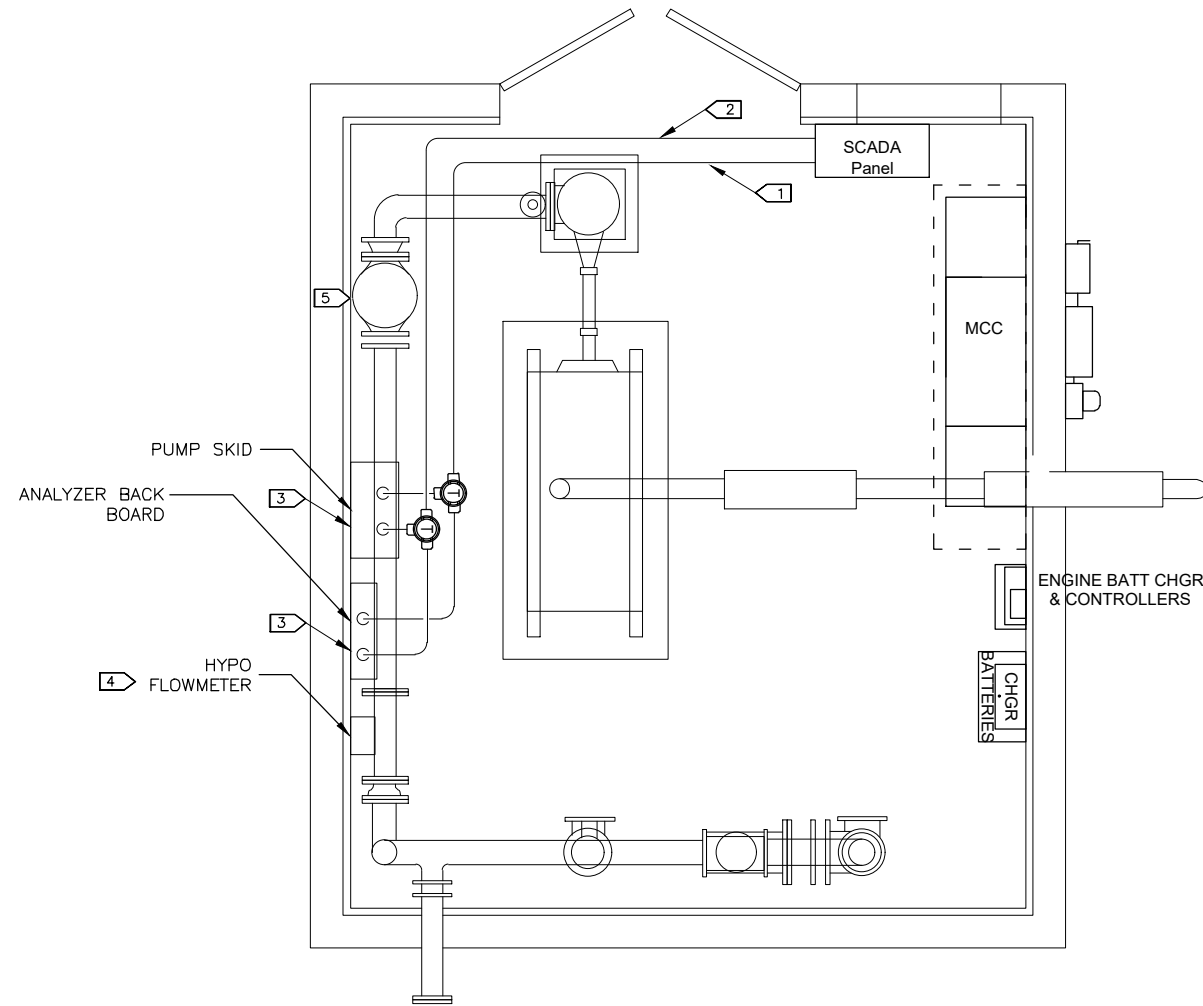 2
SCADA
Panel
1
5
MCC
PUMP SKID
ANALYZER BACK
BOARD
3
ENGINE BATT CHGR
& CONTROLLERS
3
HYPO
FLOWMETER
4
BATTERIES
CHGR